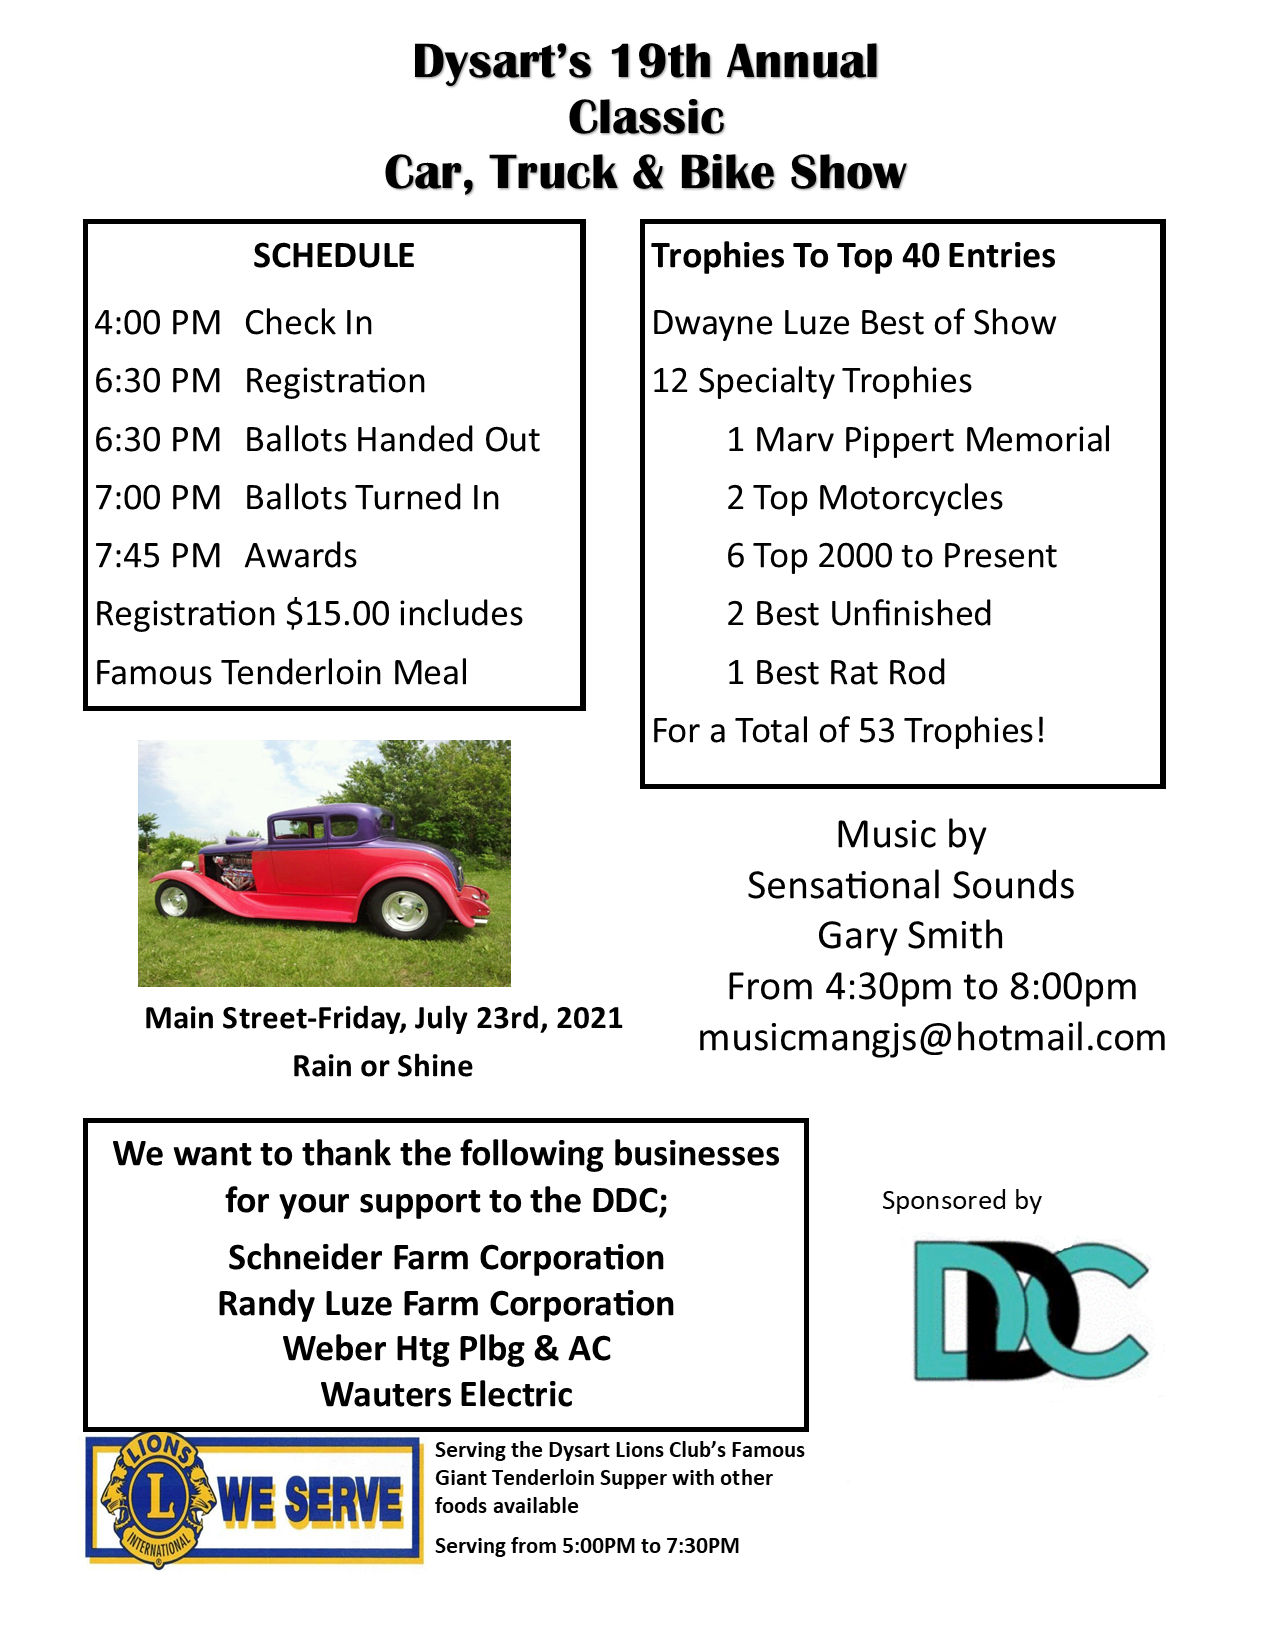 Dysart’s 19th Annual
Classic
Car, Truck & Bike Show
SCHEDULE
4:00 PM Check In
6:30 PM Registration
6:30 PM Ballots Handed Out
7:00 PM Ballots Turned In
7:45 PM Awards
Registration $15.00 includes
Famous Tenderloin Meal
Trophies To Top 40 Entries
Dwayne Luze Best of Show
12 Specialty Trophies
1 Marv Pippert Memorial
2 Top Motorcycles
6 Top 2000 to Present
2 Best Unfinished
1 Best Rat Rod
For a Total of 53 Trophies!
Main Street-Friday, July 23rd, 2021
Rain or Shine
Music by
Sensational Sounds
Gary Smith
From 4:30pm to 8:00pm
musicmangjs@hotmail.com
We want to thank the following businesses
for your support to the DDC;
Schneider Farm Corporation
Randy Luze Farm Corporation
Weber Htg Plbg & AC
Wauters Electric
Sponsored by
DDC
LIONS
L
INTERNATIONAL
®
WE SERVE
Serving the Dysart Lions Club’s Famous
Giant Tenderloin Supper with other
foods available
Serving from 5:00PM to 7:30PM